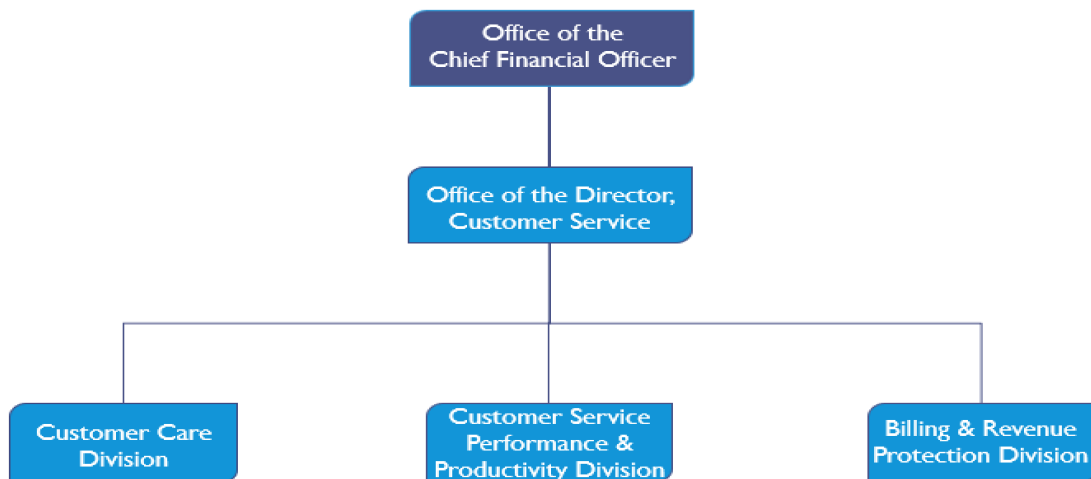 Office of the
Chief Financial Officer
Office of the Director,
Customer Service
Customer Care
Division
Customer Service
Performance &
Productivity Division
Billing & Revenue
Protection Division